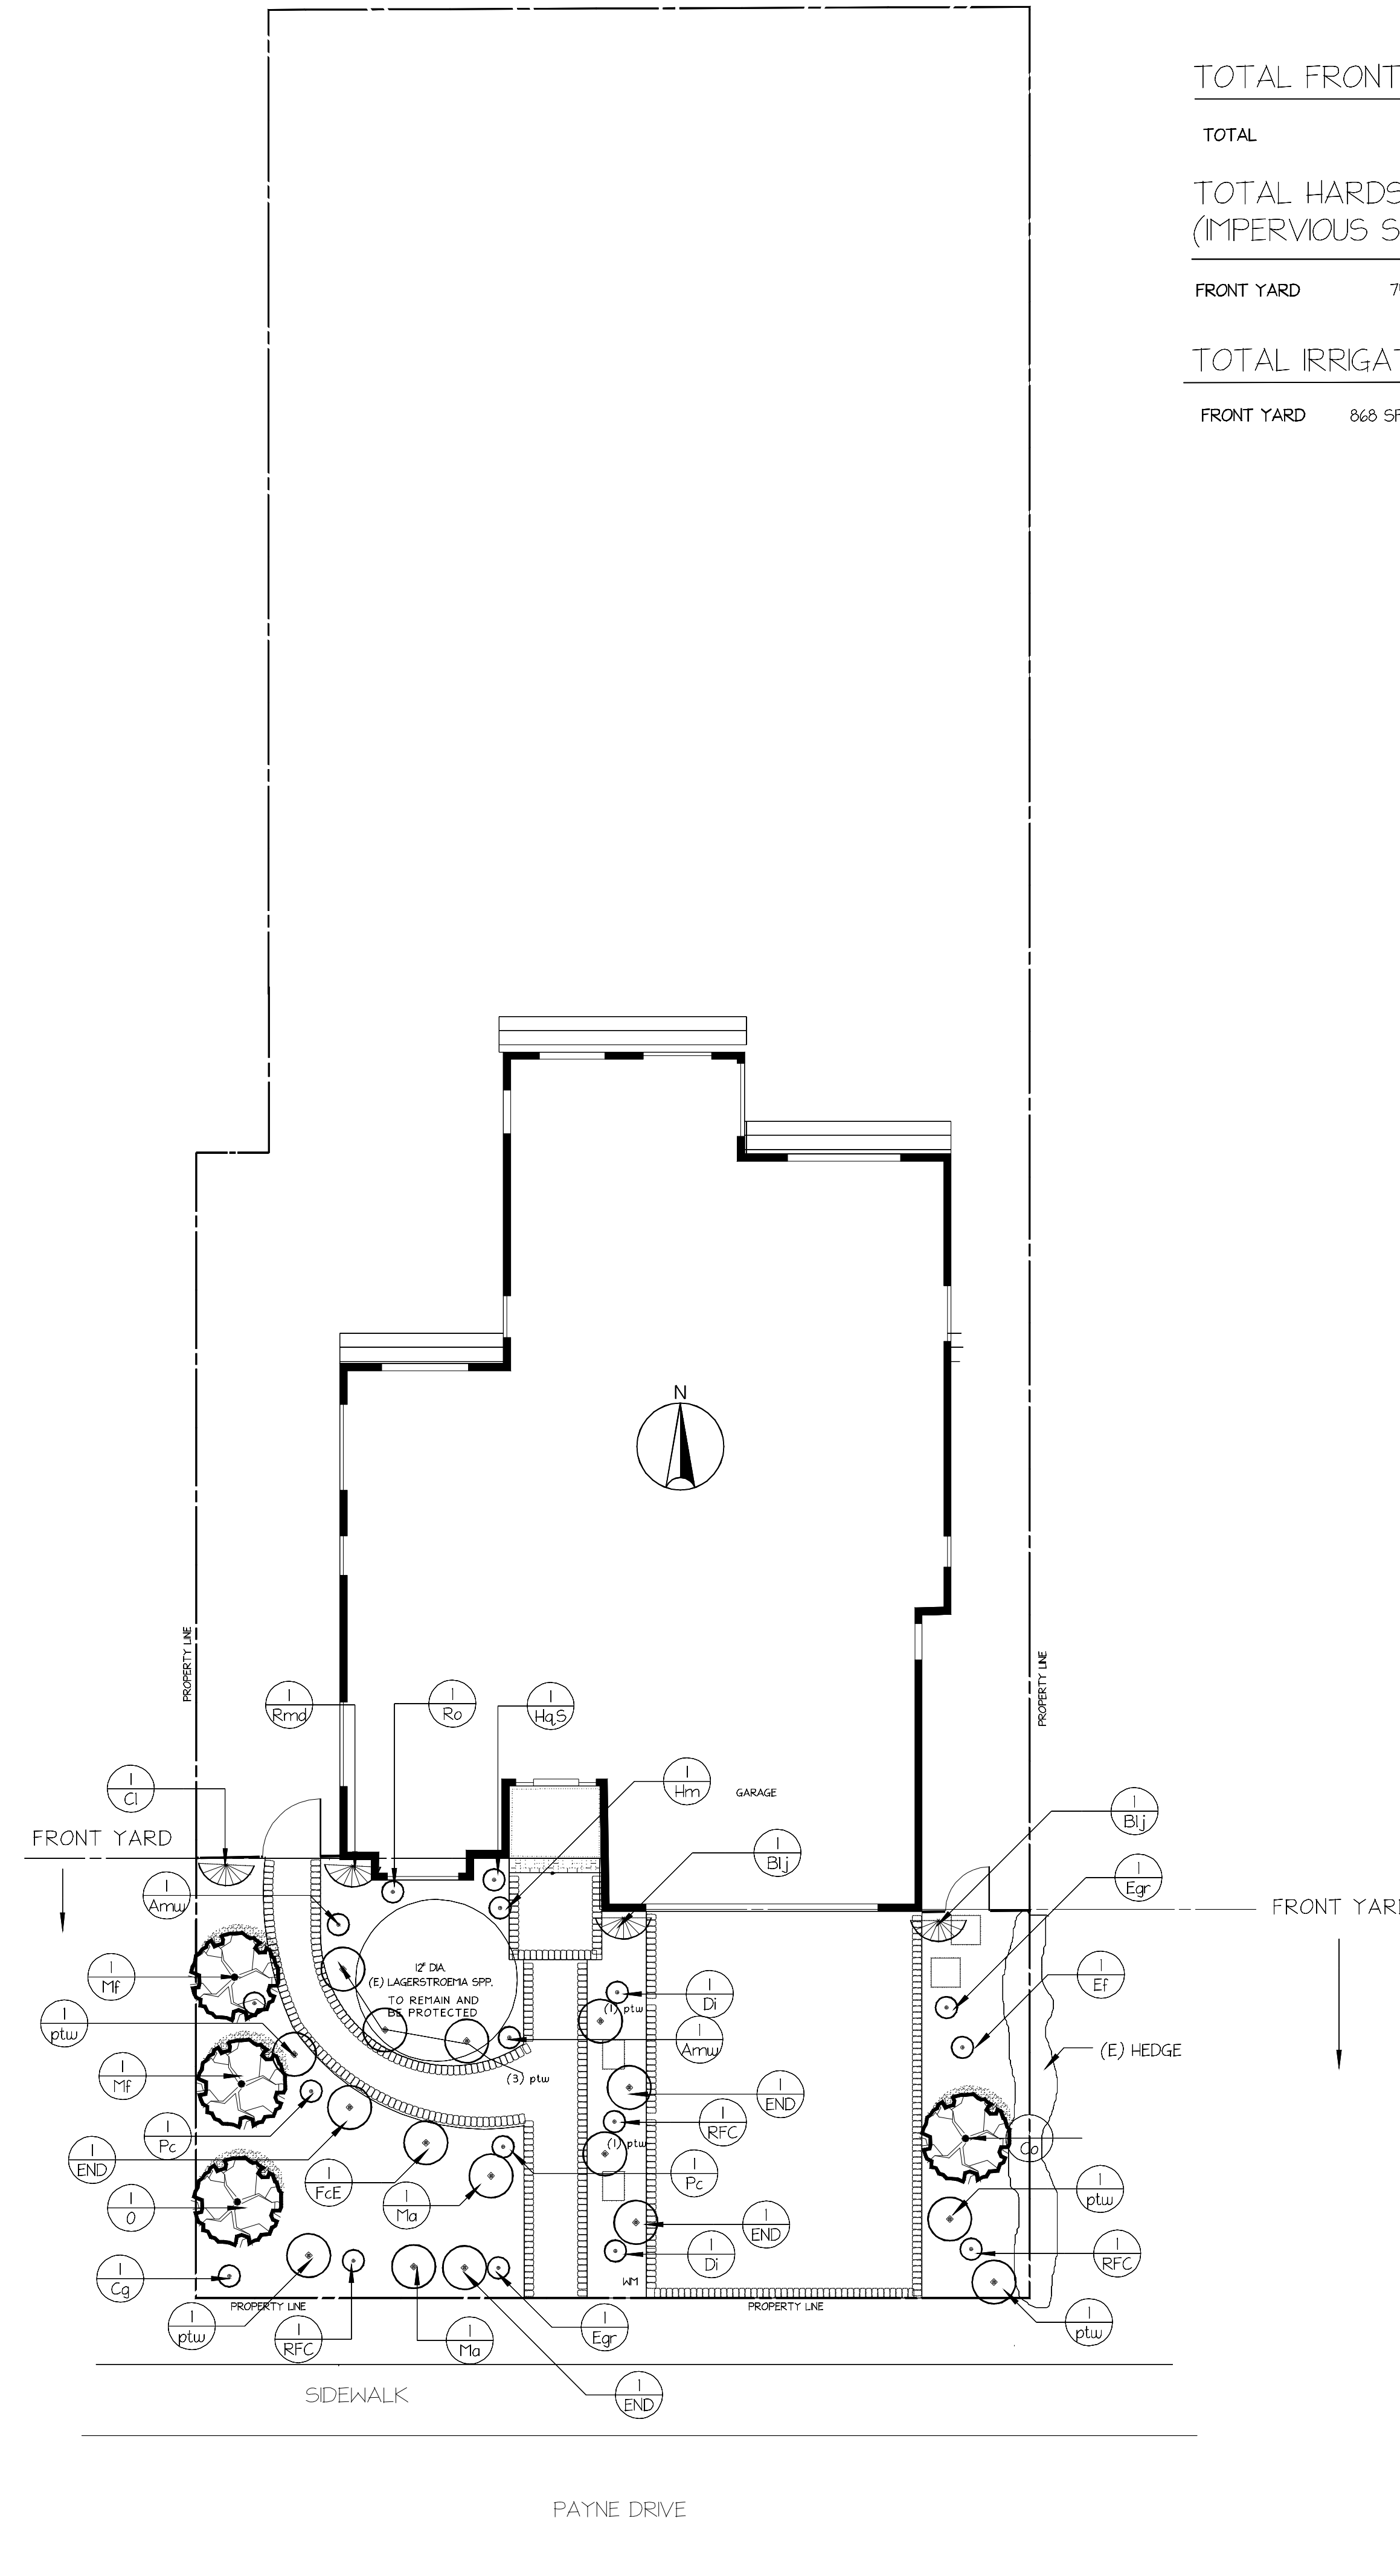 TOTAL FRONT
TOTAL
TOTAL HARDS
(IMPERVIOUS S
FRONT YARD
TOTAL IRRIGAT
FRONT YARD 868 SF
N
PROPERTY LINE
PROPERTY LINE
1
Rmd
1
Ro
1
HqS
1
Hm
GARAGE
1
Cl
1
Blj
FRONT YARD
1
Blj
1
Egr
1
Amw
FRONT YARD
12" DIA.
(E) LAGERSTROEMIA SPP.
TO REMAIN AND
BE PROTECTED
1
Mf
1
Di
1
Ef
(1) ptw
1
ptw
1
Amw
(E) HEDGE
1
Mf
(3) ptw
1
END
1
RFC
1
Pc
(1) ptw
1
END
1
FcE
1
Pc
1
Ma
1
ptw
1
O
1
END
1
Di
1
RFC
1
Cg
WM
PROPERTY LINE
PROPERTY LINE
1
ptw
1
RFC
1
Ma
1
Egr
1
ptw
SIDEWALK
1
END
PAYNE DRIVE